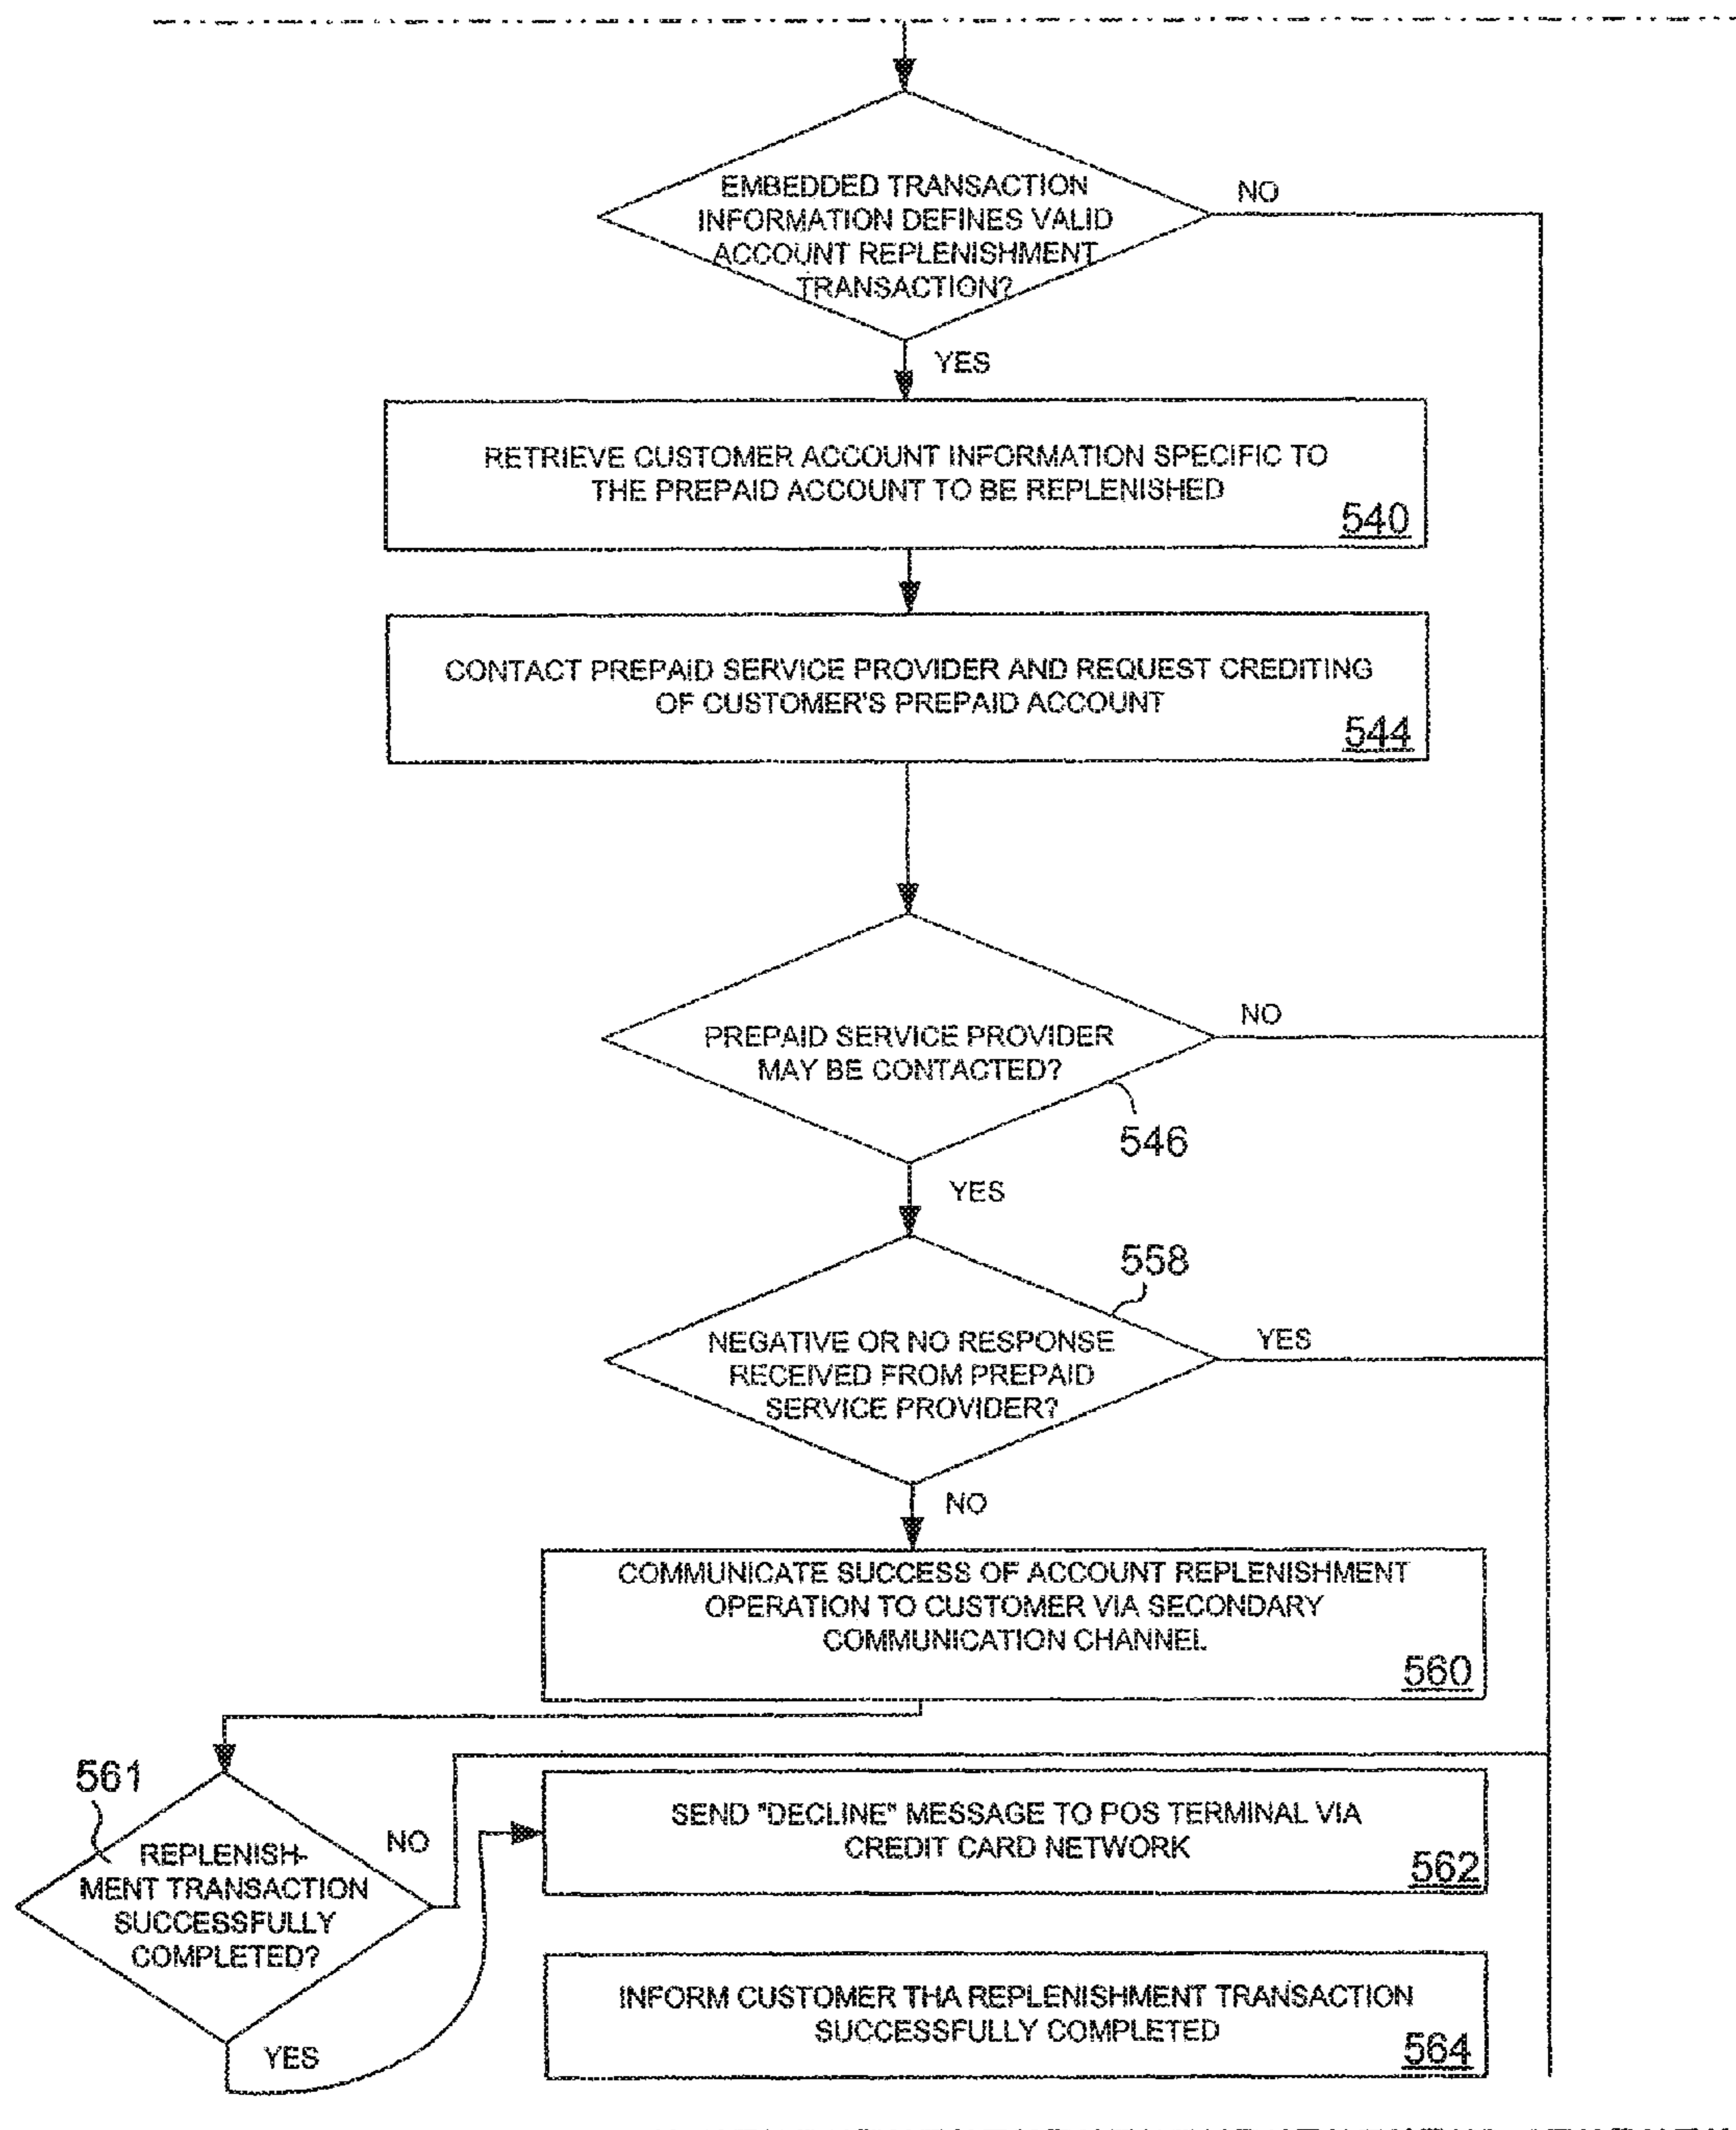 EMBEDDED TRANSACTION
INFORMATION DEFINES VALID
ACCOUNT REPLENISHMENT
TRANSACTION?
NO
YES
RETRIEVE CUSTOMER ACCOUNT INFORMATION SPECIFIC TO
THE PREPAID ACCOUNT TO BE REPLENISHED
540
CONTACT PREPAID SERVICE PROVIDER AND REQUEST CREDITING
OF CUSTOMER'S PREPAID ACCOUNT
544
PREPAID SERVICE PROVIDER
MAY BE CONTACTED?
NO
546
YES
558
NEGATIVE OR NO RESPONSE
RECEIVED FROM PREPAID
SERVICE PROVIDER?
YES
NO
COMMUNICATE SUCCESS OF ACCOUNT REPLENISHMENT
OPERATION TO CUSTOMER VIA SECONDARY
COMMUNICATION CHANNEL
560
561
REPLENISH-
MENT TRANSACTION
SUCCESSFULLY
COMPLETED?
NO
YES
SEND "DECLINE" MESSAGE TO POS TERMINAL VIA
CREDIT CARD NETWORK
562
INFORM CUSTOMER THA REPLENISHMENT TRANSACTION
SUCCESSFULLY COMPLETED
564